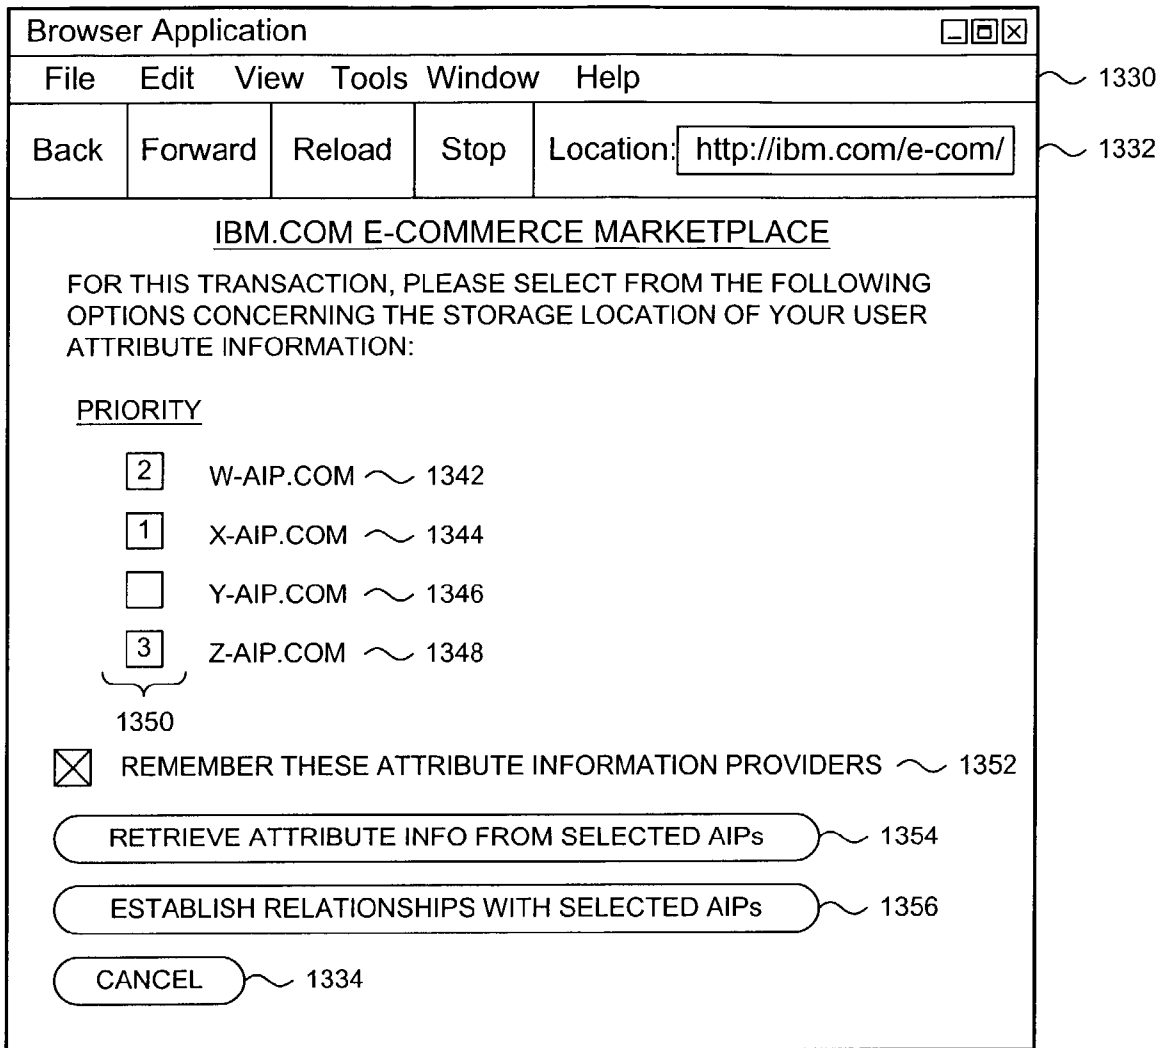 Browser Application
File Edit View Tools Window Help 1330
Back Forward Reload Stop Location: http://ibm.com/e-com/ 1332
IBM.COM E-COMMERCE MARKETPLACE
FOR THIS TRANSACTION, PLEASE SELECT FROM THE FOLLOWING
OPTIONS CONCERNING THE STORAGE LOCATION OF YOUR USER
ATTRIBUTE INFORMATION:
PRIORITY
2 W-AIP.COM 1342
1 X-AIP.COM 1344
Y-AIP.COM 1346
3 Z-AIP.COM 1348
1350
REMEMBER THESE ATTRIBUTE INFORMATION PROVIDERS 1352
RETRIEVE ATTRIBUTE INFO FROM SELECTED AIPs 1354
ESTABLISH RELATIONSHIPS WITH SELECTED AIPs 1356
CANCEL 1334